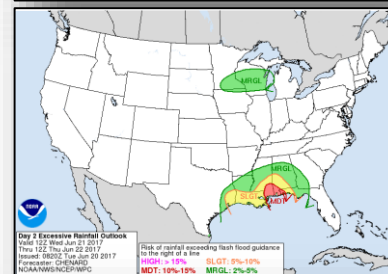 MRGL
MRGL
SLGT
MDT
NOAA
Day 2 Excessive Rainfall Outlook
Valid 12Z Wed Jun 21 2017
Thru 12Z Thu Jun 22 2017
Issued: 0820Z Tue Jun 20 2017
Forecaster: CHENARD
NOAA/NWS/NCEP/WPC
Risk of rainfall exceeding flash flood guidance
to the right of a line
HIGH: > 15% SLGT: 5%-10%
MDT: 10%-15% MRGL: 2%-5%